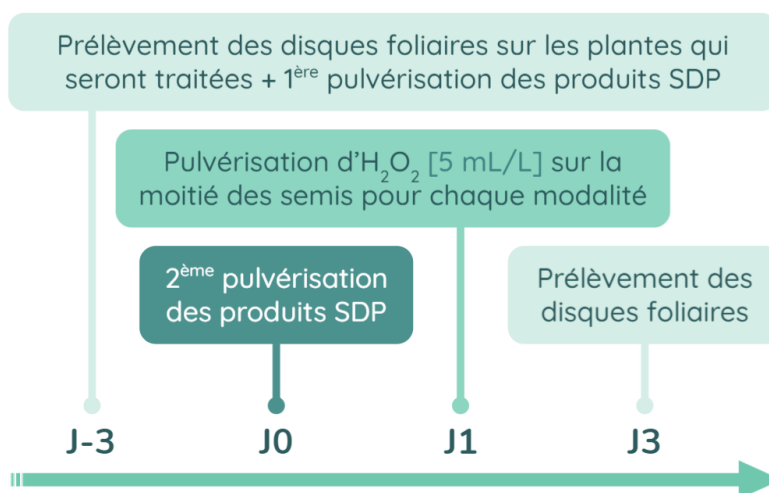 Prélèvement des disques foliaires sur les plantes qui
seront traitées + 1ère pulvérisation des produits SDP
Pulvérisation d'H₂O₂ [5 mL/L] sur la
moitié des semis pour chaque modalité
2ème pulvérisation
des produits SDP
Prélèvement des
disques foliaires
J-3
J0
J1
J3